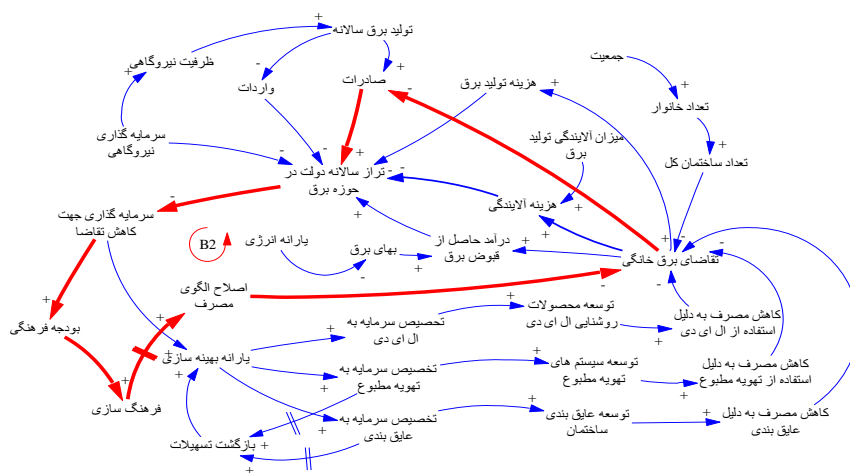 تولید برق سالانه
ظرفیت نیروگاهی
واردات
صادرات
هزینه تولید برق
جمعیت
تعداد خانوار
سرمایه گذاری
نیروگاهی
میزان آلایندگی تولید
برق
تعداد ساختمان کل
تراز سالانه دولت در
حوزه برق
سرمایه گذاری جهت
کاهش تقاضا
هزینه آلایندگی
B2
یارانه انرژی
بهای برق
درآمد حاصل از
قبوض برق
تقاضای برق خانگی
اصلاح الگوی
مصرف
بودجه فرهنگی
یارانه بهینه سازی
تحصیص سرمایه به
ال ای دی
توسعه محصولات
روشنایی ال ای دی
کاهش مصرف به دلیل
استفاده از ال ای دی
تخصیص سرمایه به
تهویه مطبوع
توسعه سیستم های
تهویه مطبوع
کاهش مصرف به دلیل
استفاده از تهویه مطبوع
فرهنگ سازی
بازگشت تسهیلات
تخصیص سرمایه به
عایق بندی
توسعه عایق بندی
ساختمان
کاهش مصرف به دلیل
عایق بندی